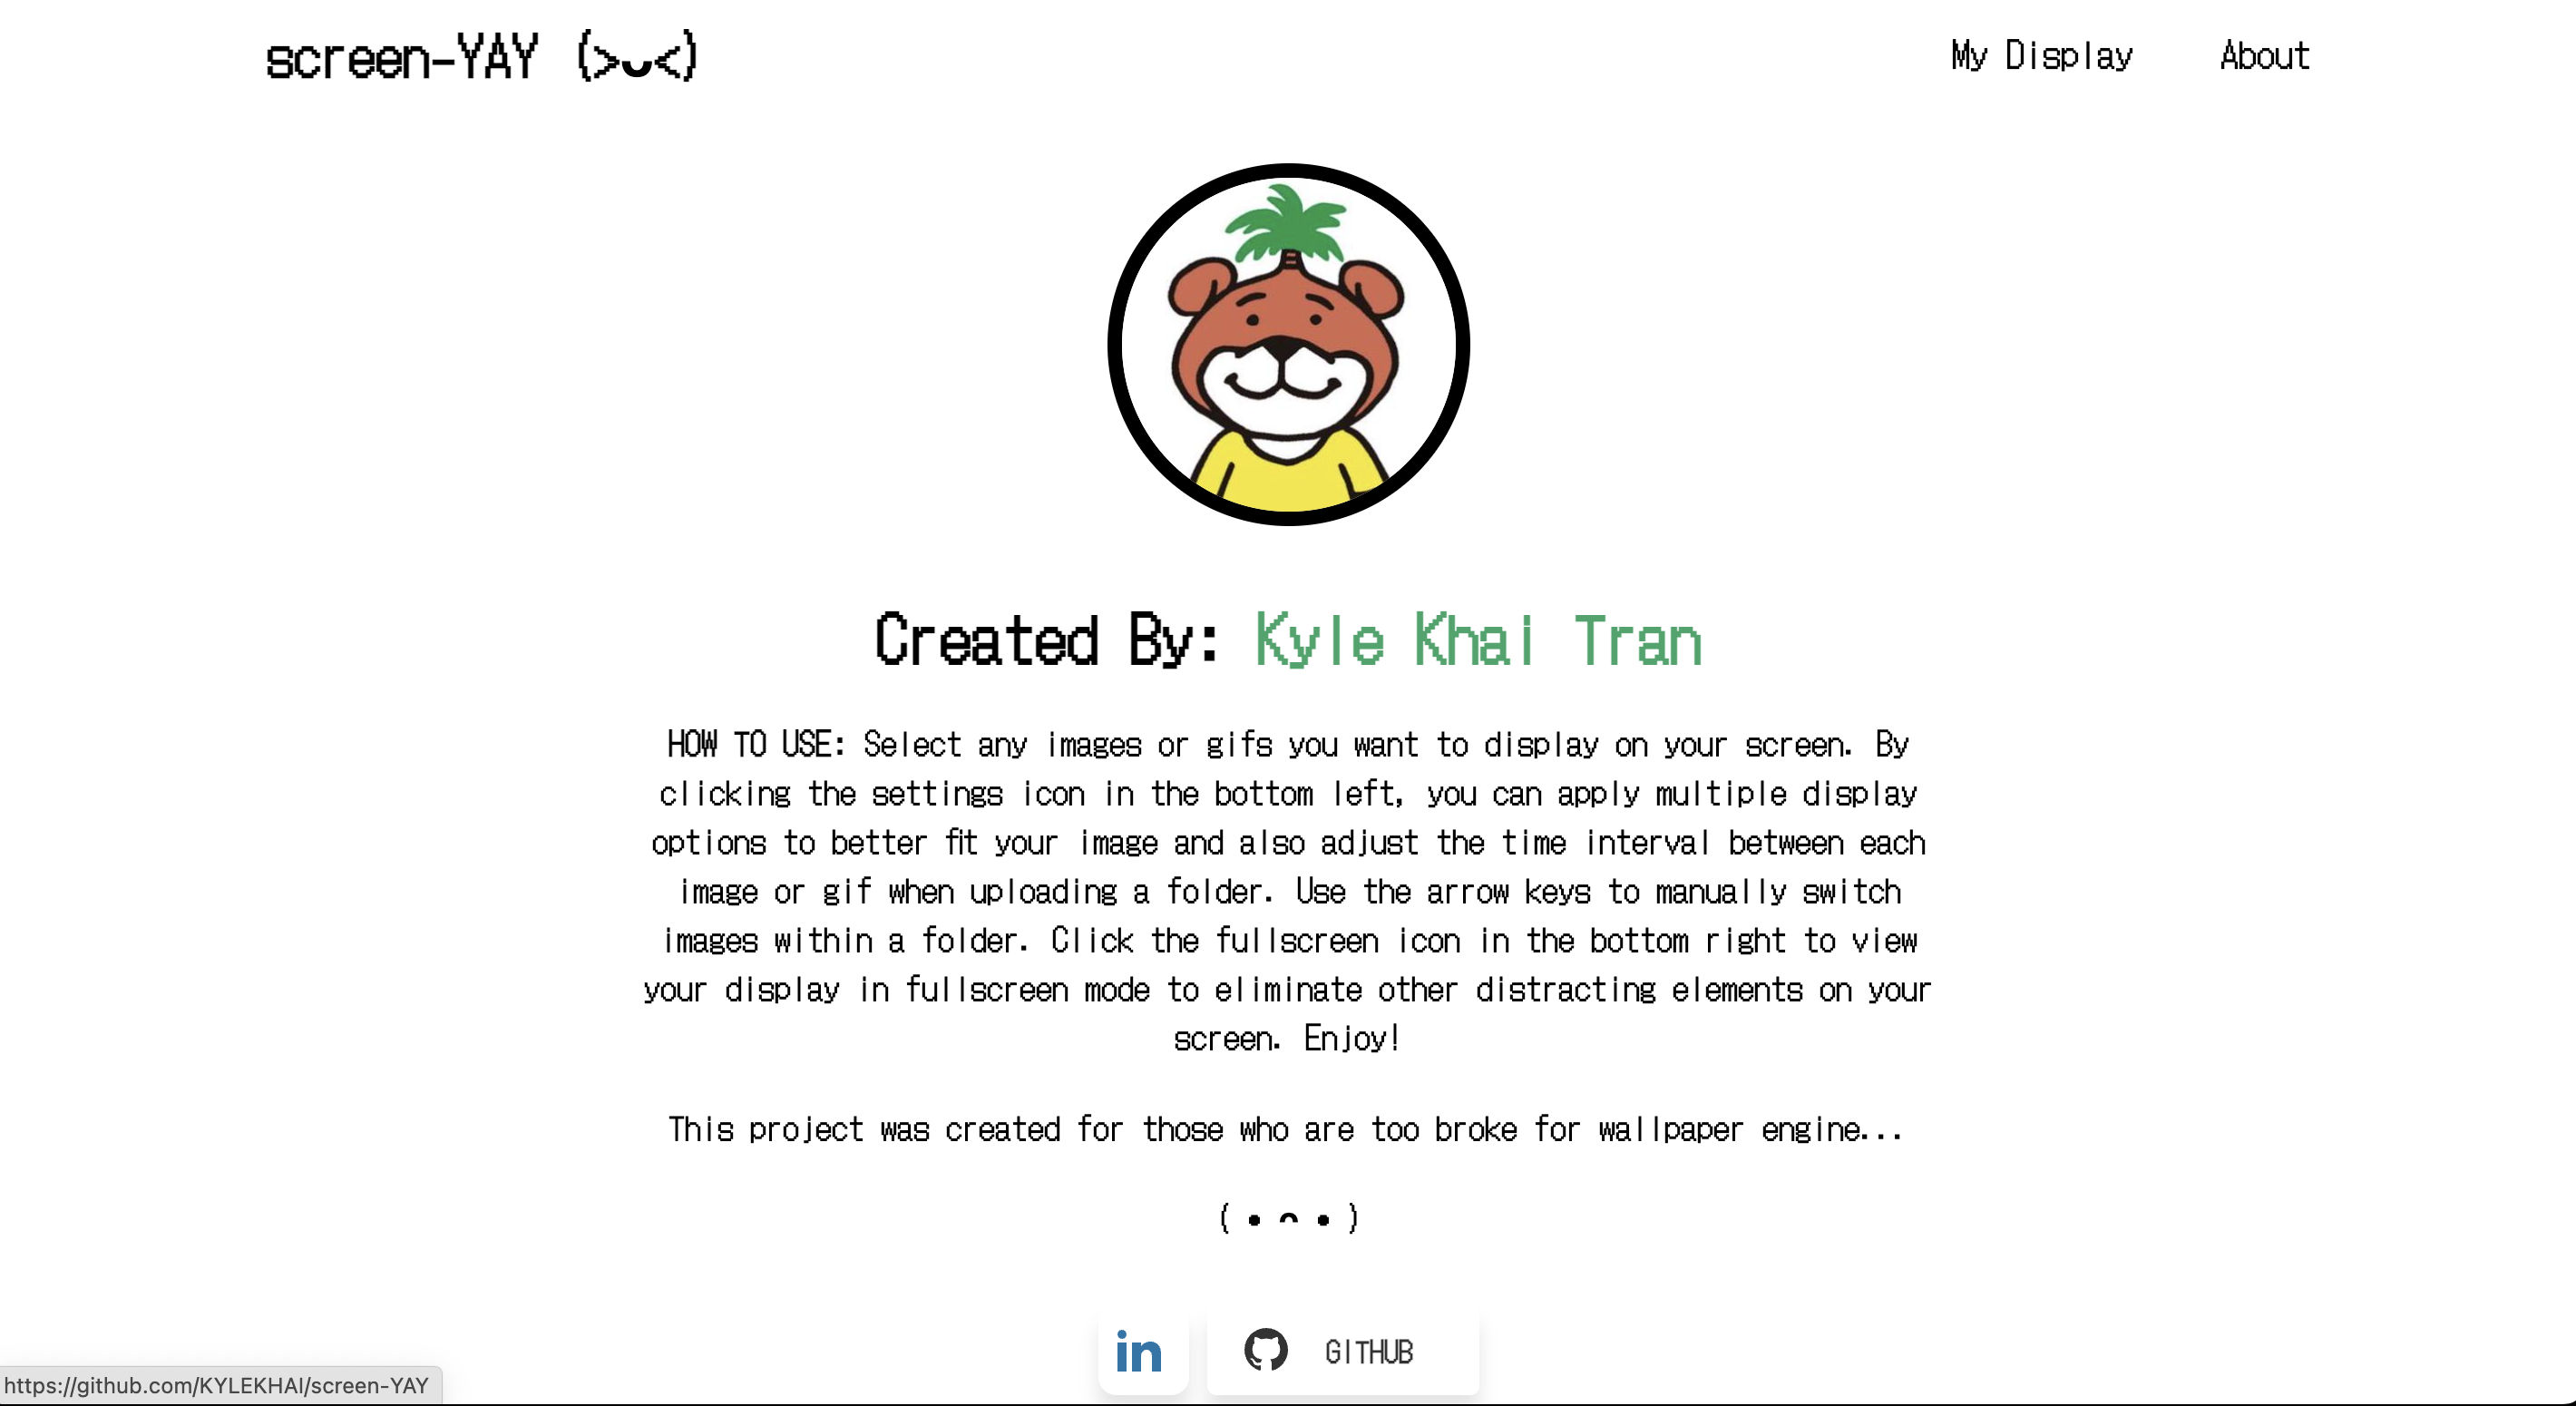 screen-YAY (>ᴗ<)
My Display
About
Created By: Kyle Khai Tran
HOW TO USE: Select any images or gifs you want to display on your screen. By
clicking the settings icon in the bottom left, you can apply multiple display
options to better fit your image and also adjust the time interval between each
image or gif when uploading a folder. Use the arrow keys to manually switch
images within a folder. Click the fullscreen icon in the bottom right to view
your display in fullscreen mode to eliminate other distracting elements on your
screen. Enjoy!
This project was created for those who are too broke for wallpaper engine...
( • ᴖ • )
in
GITHUB
https://github.com/KYLEKHAI/screen-YAY